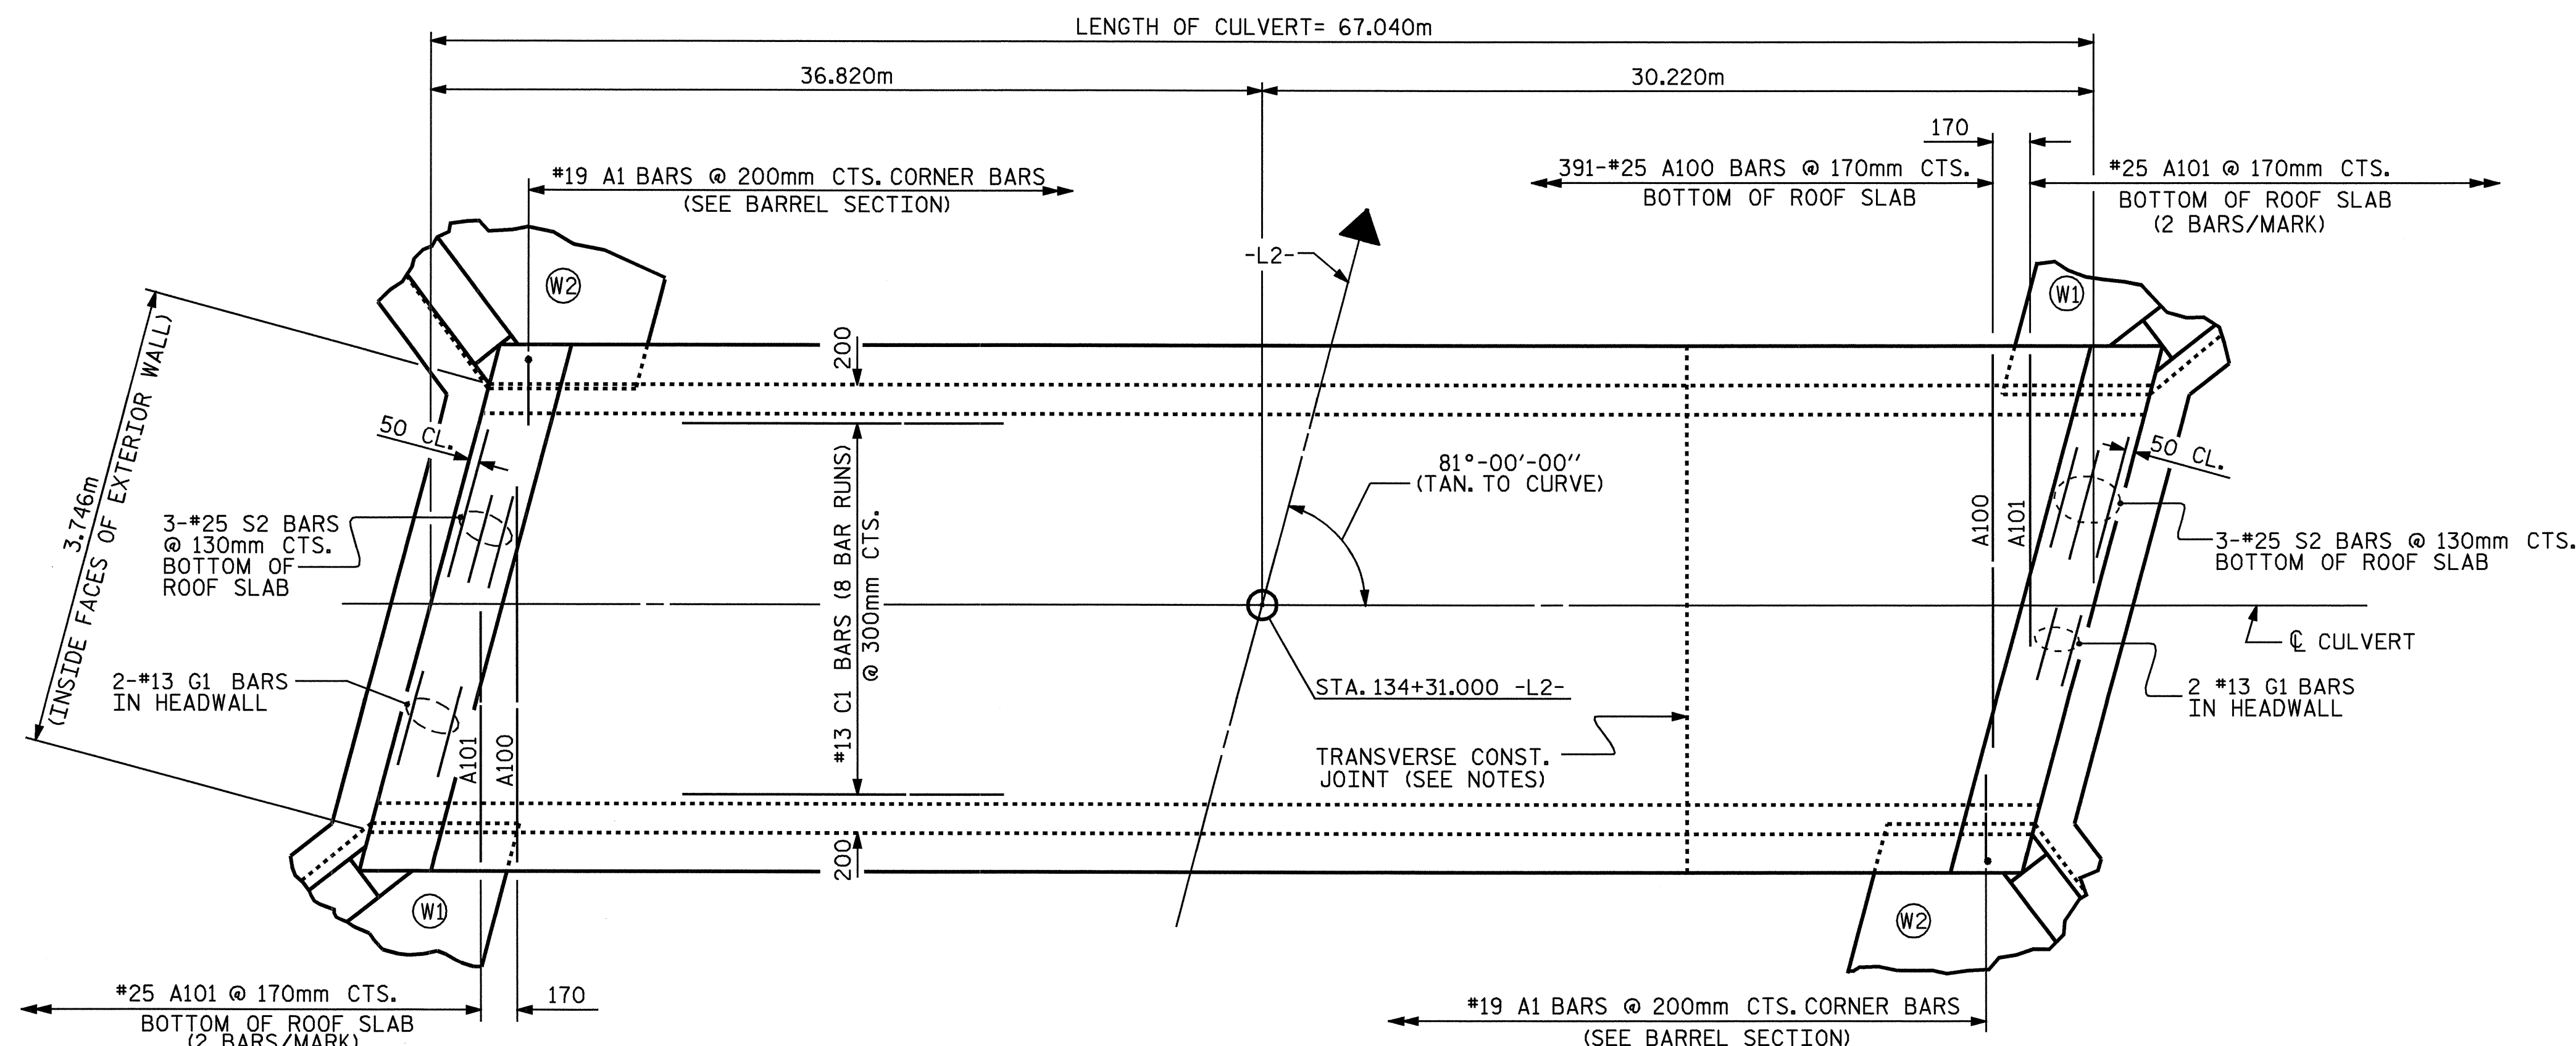 LENGTH OF CULVERT= 67.040m
36.820m
30.220m
170
#19 A1 BARS @ 200mm CTS. CORNER BARS
(SEE BARREL SECTION)
391-#25 A100 BARS @ 170mm CTS.
BOTTOM OF ROOF SLAB
#25 A101 @ 170mm CTS.
BOTTOM OF ROOF SLAB
(2 BARS/MARK)
-L2-
W2
W1
200
50 CL.
50 CL.
3.746m
(INSIDE FACES OF EXTERIOR WALL)
81°-00'-00"
(TAN. TO CURVE)
#13 C1 BARS (8 BAR RUNS)
@ 300mm CTS.
3-#25 S2 BARS
@ 130mm CTS.
BOTTOM OF
ROOF SLAB
A100
A101
3-#25 S2 BARS @ 130mm CTS.
BOTTOM OF ROOF SLAB
℄ CULVERT
2-#13 G1 BARS
IN HEADWALL
STA. 134+31.000 -L2-
2 #13 G1 BARS
IN HEADWALL
A101
A100
TRANSVERSE CONST.
JOINT (SEE NOTES)
200
W1
W2
#25 A101 @ 170mm CTS.
BOTTOM OF ROOF SLAB
(2 BARS/MARK)
170
#19 A1 BARS @ 200mm CTS. CORNER BARS
(SEE BARREL SECTION)